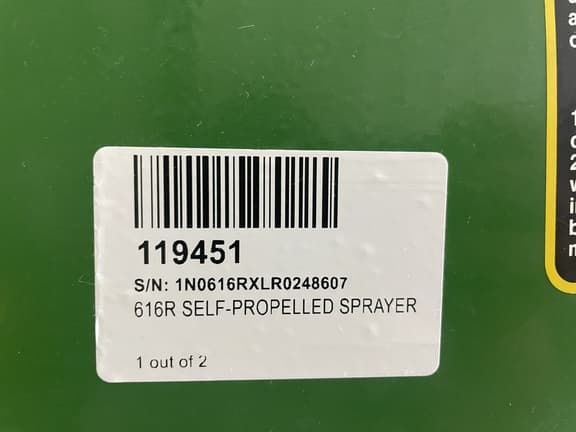 119451
S/N: 1N0616RXLR0248607
616R SELF-PROPELLED SPRAYER
1 out of 2